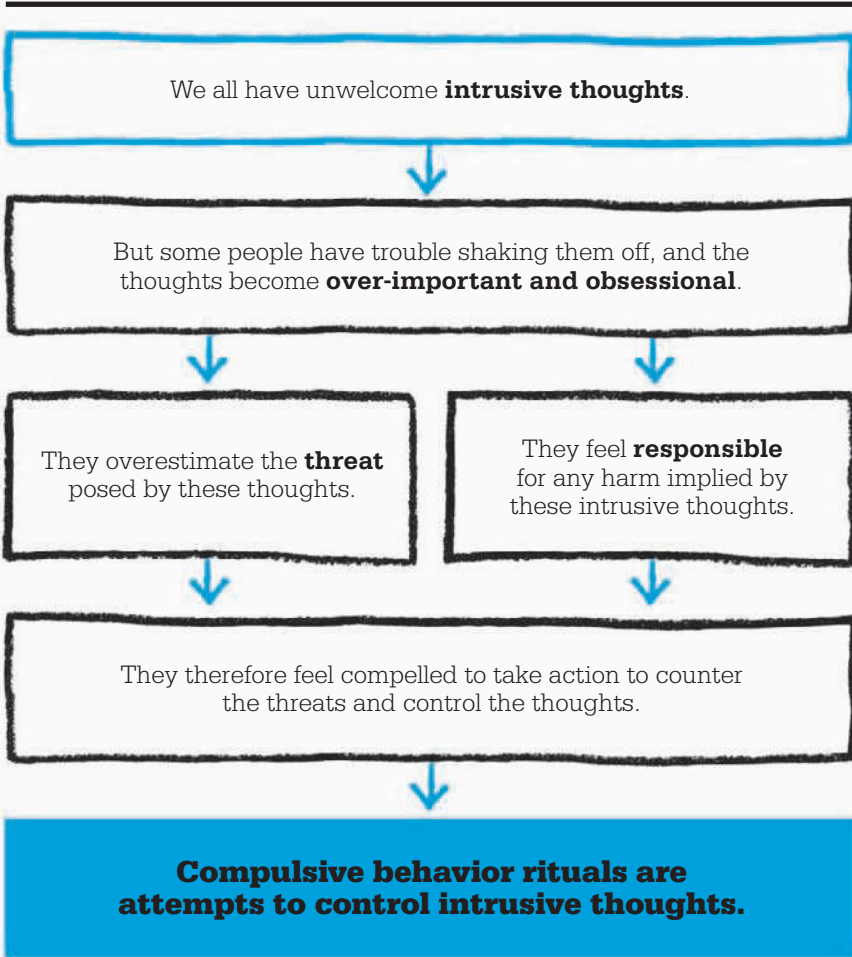 We all have unwelcome intrusive thoughts.
But some people have trouble shaking them off, and the
thoughts become over-important and obsessional.
They overestimate the threat
posed by these thoughts.
They feel responsible
for any harm implied by
these intrusive thoughts.
They therefore feel compelled to take action to counter
the threats and control the thoughts.
Compulsive behavior rituals are
attempts to control intrusive thoughts.